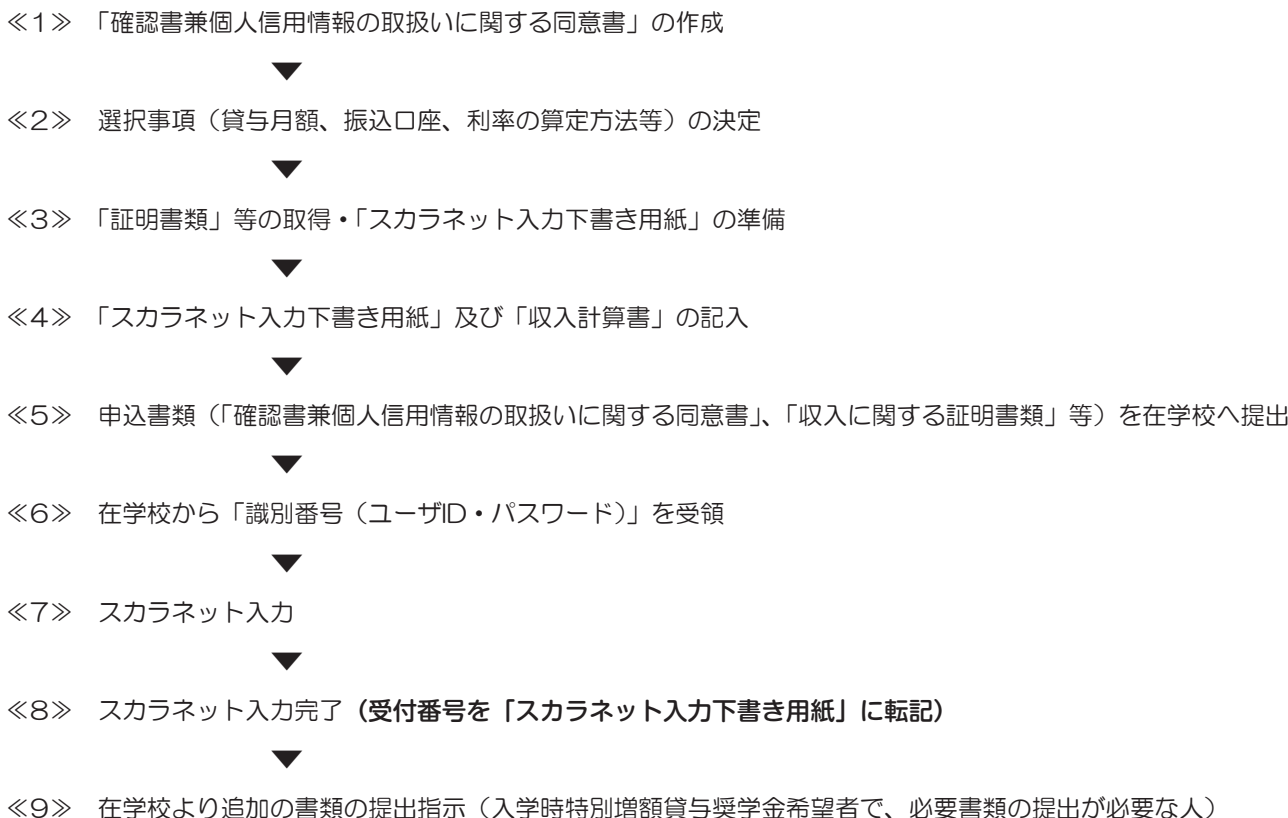 ≪1≫ 「確認書兼個人信用情報の取扱いに関する同意書」の作成
▼
≪2≫ 選択事項（貸与月額、振込口座、利率の算定方法等）の決定
▼
≪3≫ 「証明書類」等の取得・「スカラネット入力下書き用紙」の準備
▼
≪4≫ 「スカラネット入力下書き用紙」及び「収入計算書」の記入
▼
≪5≫ 申込書類（「確認書兼個人信用情報の取扱いに関する同意書」、「収入に関する証明書類」等）を在学校へ提出
▼
≪6≫ 在学校から「識別番号（ユーザID・パスワード）」を受領
▼
≪7≫ スカラネット入力
▼
≪8≫ スカラネット入力完了（受付番号を「スカラネット入力下書き用紙」に転記）
▼
≪9≫ 在学校より追加の書類の提出指示（入学時特別増額貸与奨学金希望者で、必要書類の提出が必要な人）